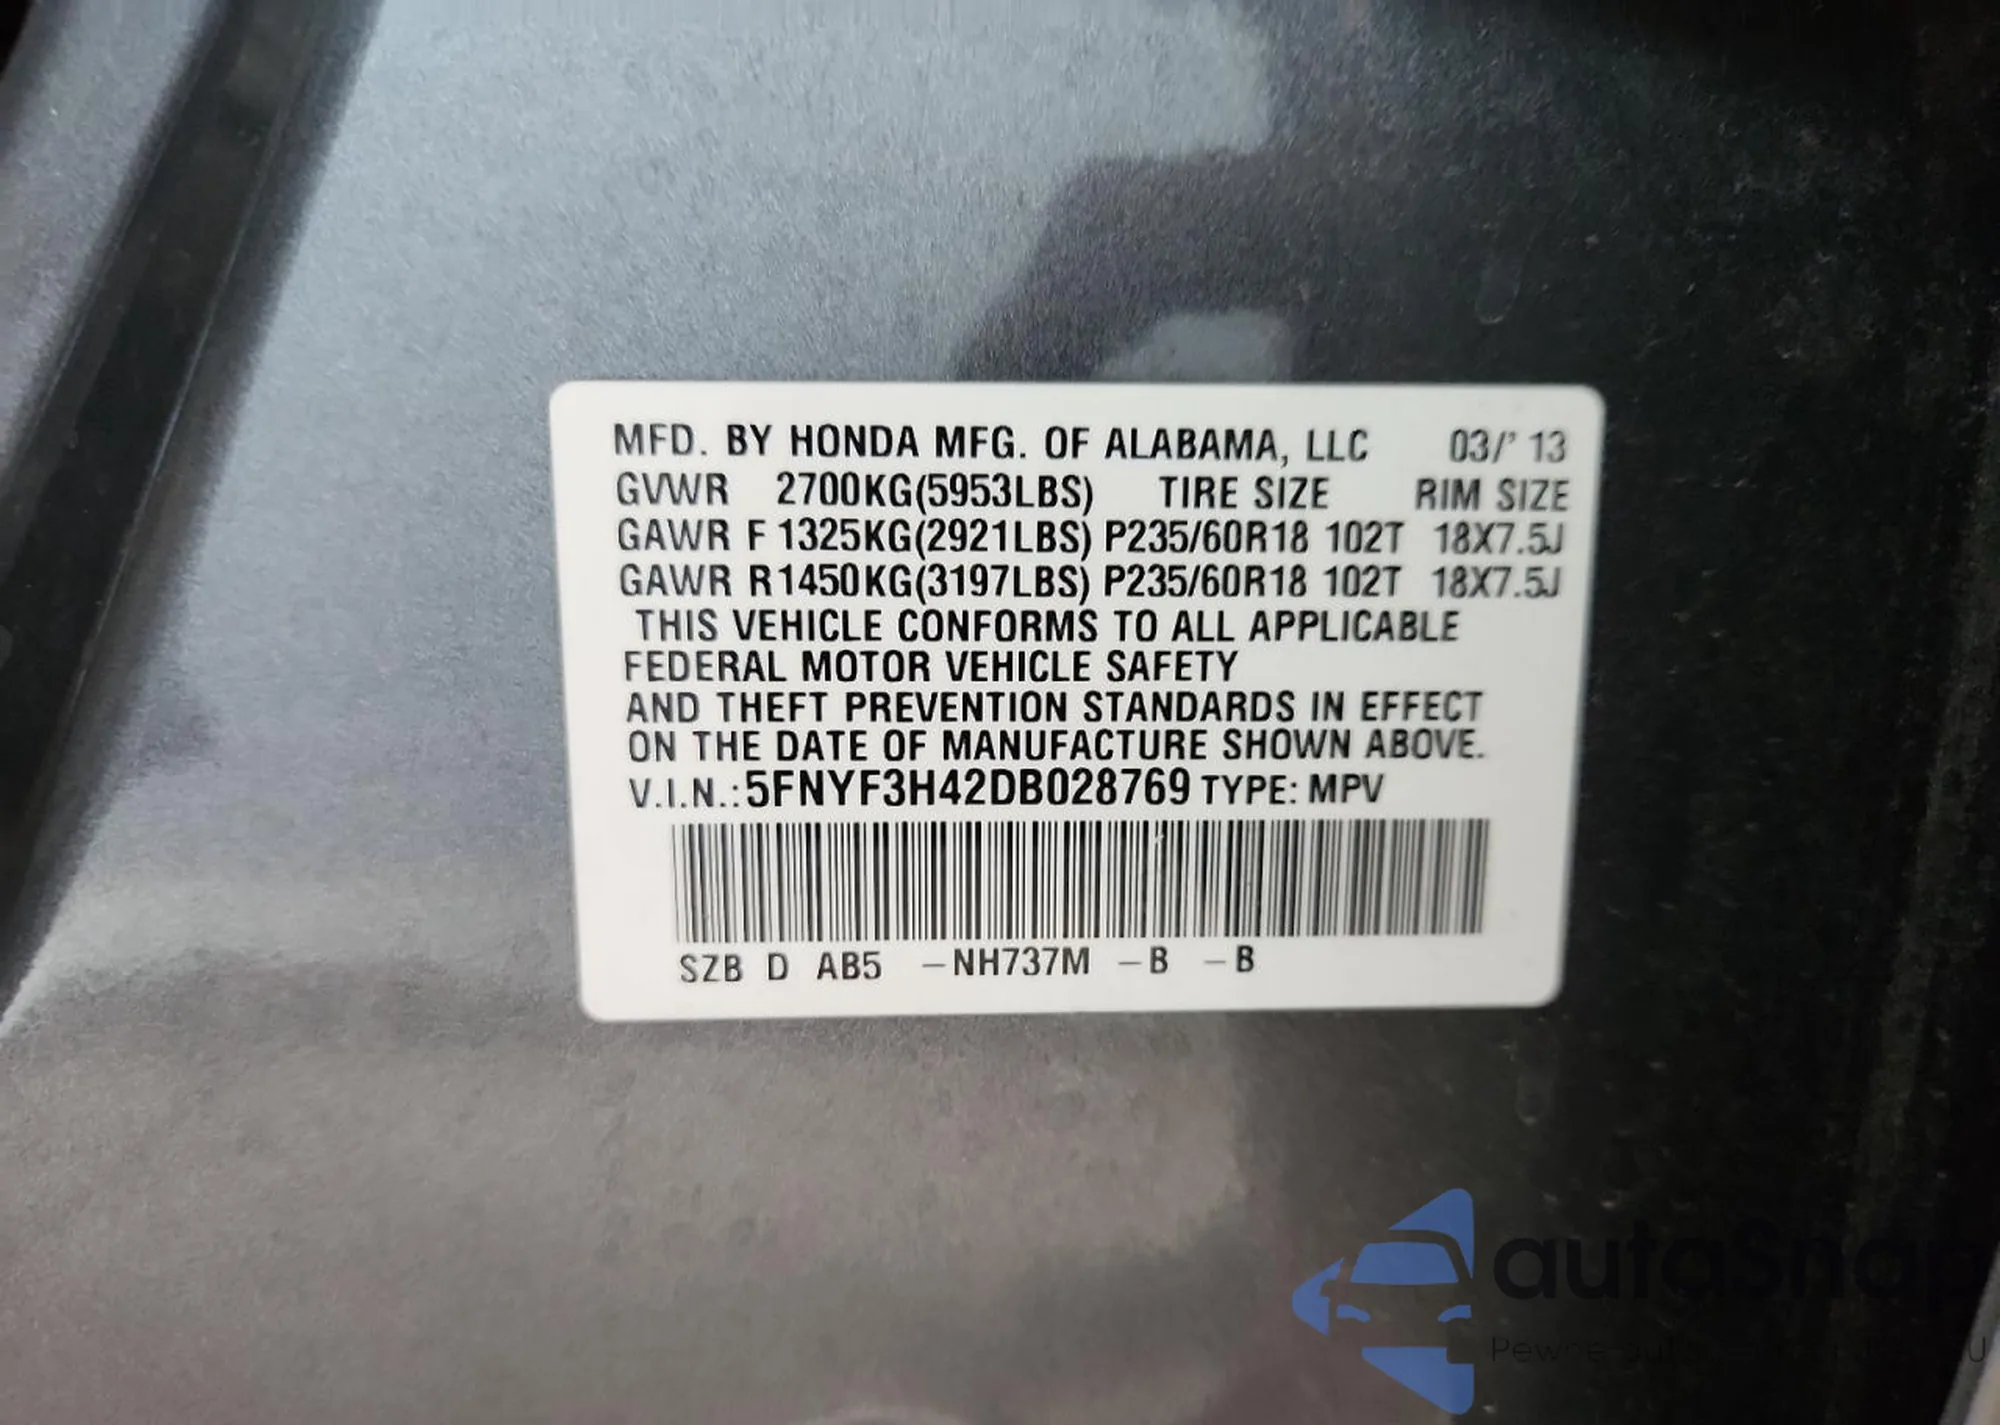 MFD. BY HONDA MFG. OF ALABAMA, LLC 03/' 13
GVWR 2700KG(5953LBS) TIRE SIZE RIM SIZE
GAWR F 1325KG(2921LBS) P235/60R18 102T 18X7.5J
GAWR R 1450KG(3197LBS) P235/60R18 102T 18X7.5J
THIS VEHICLE CONFORMS TO ALL APPLICABLE
FEDERAL MOTOR VEHICLE SAFETY
AND THEFT PREVENTION STANDARDS IN EFFECT
ON THE DATE OF MANUFACTURE SHOWN ABOVE.
V.I.N.: 5FNYF3H42DB028769 TYPE: MPV
SZB D AB5 -NH737M -B -B
autoSnap
Pewne